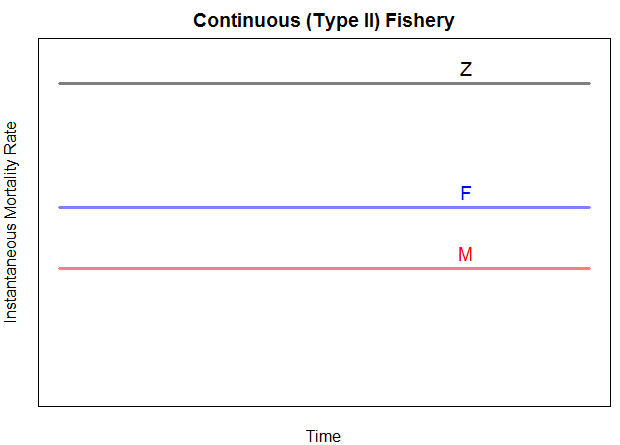 Continuous (Type II) Fishery
Z
F
M
Instantaneous Mortality Rate
Time